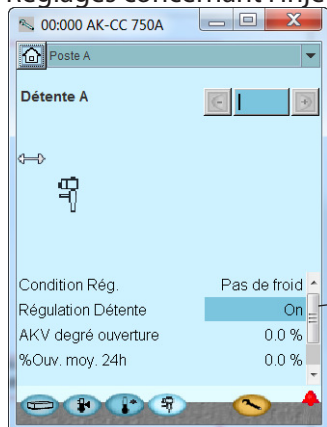 Réglages concernant l'inje
00:000 AK-CC 750A
Poste A
Détente A
Condition Rég. Pas de froid
Régulation Détente On
AKV degré ouverture 0.0 %
%Ouv. moy. 24h 0.0 %